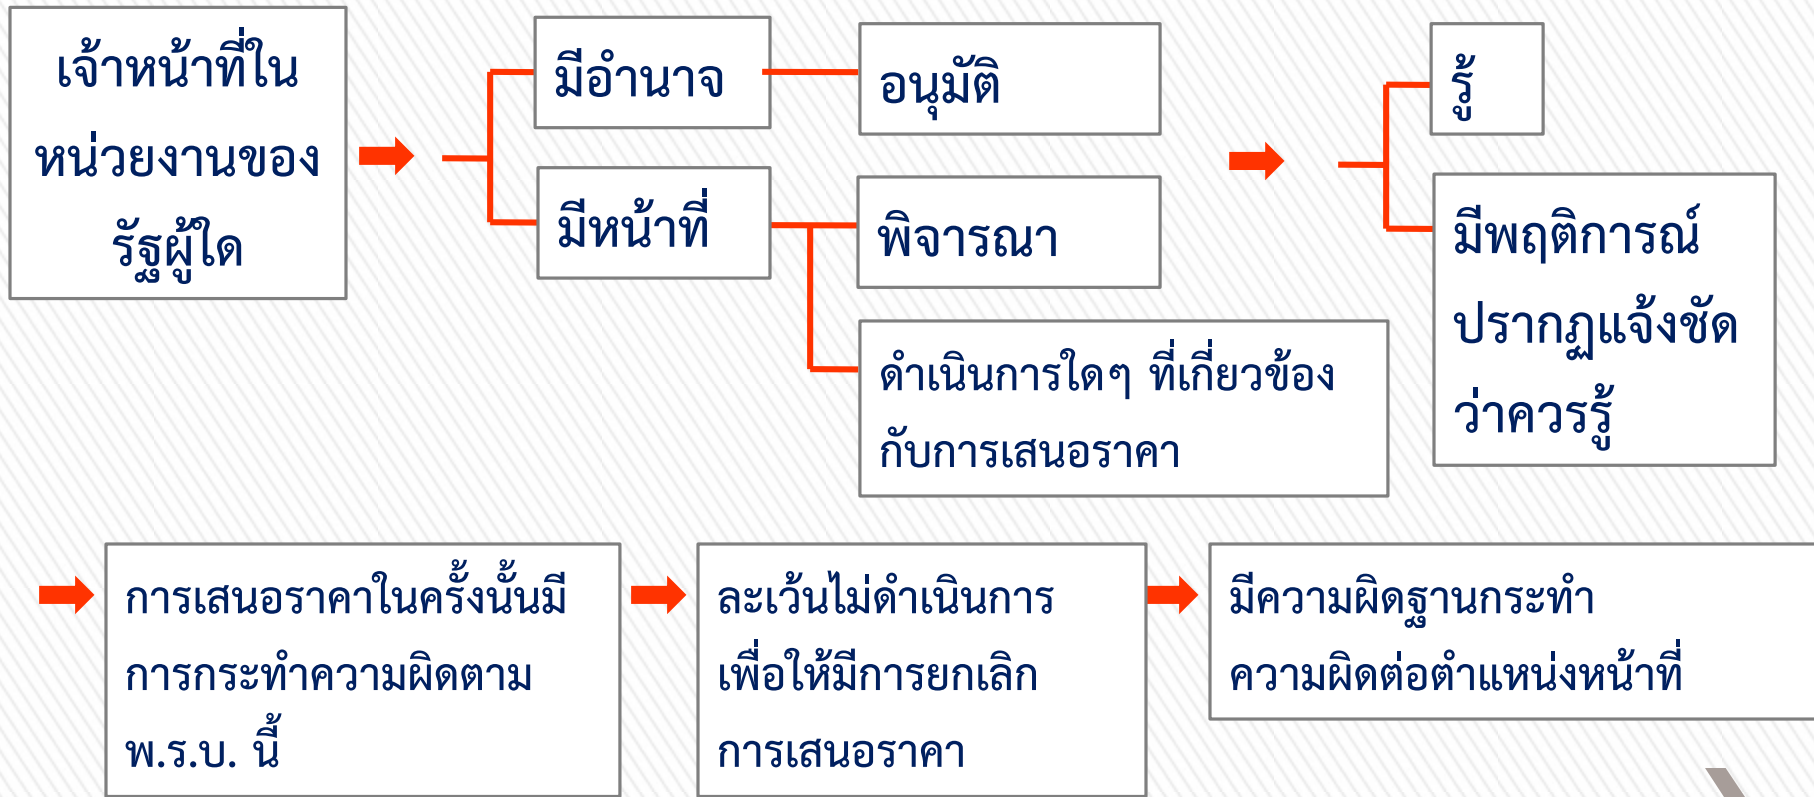 เจ้าหน้าที่ใน
หน่วยงานของ
รัฐผู้ใด
มีอำนาจ
อนุมัติ
มีหน้าที่
พิจารณา
ดำเนินการใดๆ ที่เกี่ยวข้อง
กับการเสนอราคา
รู้
มีพฤติการณ์
ปรากฏแจ้งชัด
ว่าควรรู้
การเสนอราคาในครั้งนั้นมี
การกระทำความผิดตาม
พ.ร.บ. นี้
ละเว้นไม่ดำเนินการ
เพื่อให้มีการยกเลิก
การเสนอราคา
มีความผิดฐานกระทำ
ความผิดต่อตำแหน่งหน้าที่